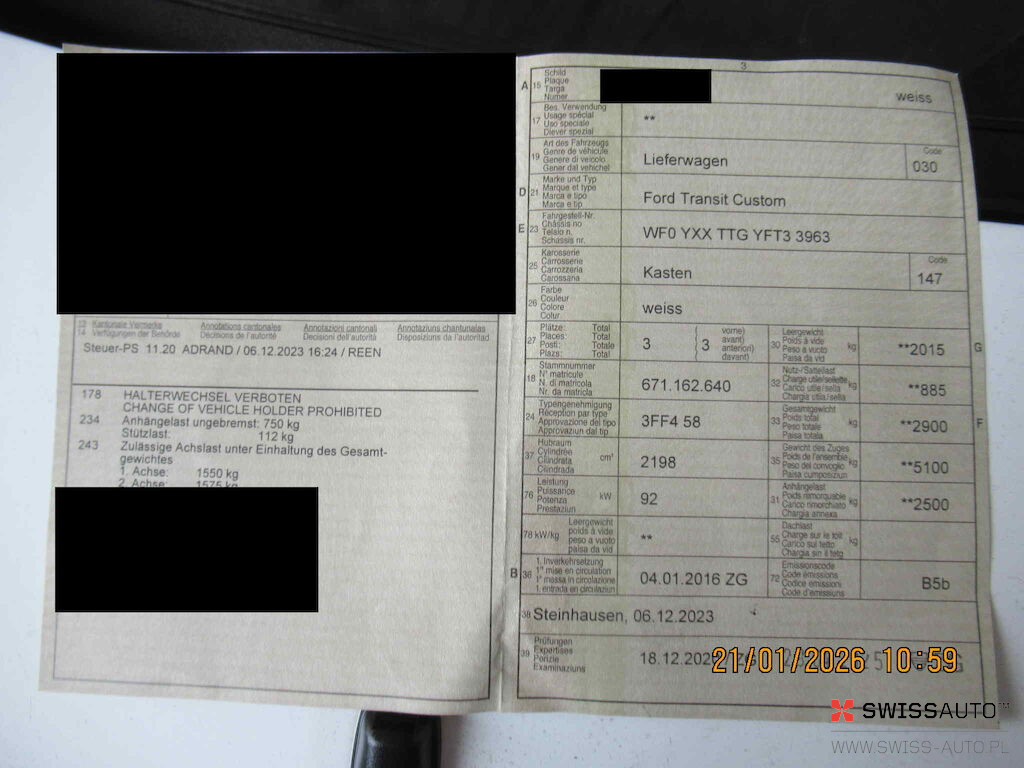 13 Kantonale Vermerke Annotations cantonales Annotazioni cantonali Annotaziuns chantunalas
14 Verfügungen der Behörde Décisions de l'autorité Decisioni dell'autorità Disposiziuns da l'autoritad
Steuer-PS 11.20 ADRAND / 06.12.2023 16:24 / REEN
178 HALTERWECHSEL VERBOTEN
CHANGE OF VEHICLE HOLDER PROHIBITED
234 Anhängelast ungebremst: 750 kg
Stützlast: 112 kg
243 Zulässige Achslast unter Einhaltung des Gesamt-
gewichtes
1. Achse: 1550 kg
2. Achse: 1575 kg
3
A 15 Schild
Plaque
Targa
Numer
weiss
17 Bes. Verwendung
Usage spécial
Uso speciale
Diever spezial
**
19 Art des Fahrzeugs
Genre de véhicule
Genere di veicolo
Gener dal vehichel
Lieferwagen
Code
030
D 21 Marke und Typ
Marque et type
Marca e tipo
Marca e tip
Ford Transit Custom
E 23 Fahrgestell-Nr.
Châssis no
Telaio n.
Schassis nr.
WF0 YXX TTG YFT3 3963
25 Karosserie
Carrosserie
Carrozzeria
Carossaria
Kasten
Code
147
26 Farbe
Couleur
Colore
Colur
weiss
27 Plätze: Total
Places: Total
Posti: Totale
Plazs: Total
3
3
vorne)
avant)
anteriori)
davant)
30 Leergewicht
Poids à vide
Peso a vuoto
Paisa da vid
kg
**2015
G
18 Stammnummer
N° matricule
N. di matricola
Nr. da matricla
671.162.640
32 Nutz-/Sattellast
Charge utile/sellette
Carico utile/sella
Chargia utila/sella
kg
**885
24 Typengenehmigung
Réception par type
Approvazione del tipo
Approvaziun dal tip
3FF4 58
33 Gesamtgewicht
Poids total
Peso totale
Paisa totala
kg
**2900
F
37 Hubraum
Cylindrée
Cilindrata
Cilindrada
cm³
2198
35 Gewicht des Zuges
Poids de l'ensemble
Peso del convoglio
Paisa cumposiziun
kg
**5100
76 Leistung
Puissance
Potenza
Prestaziun
kW
92
31 Anhängelast
Poids remorquable
Carico rimorchiato
Chargia annexa
kg
**2500
78 kW/kg
Leergewicht
poids à vide
peso a vuoto
paisa da vid
**
55 Dachlast
Charge sur le toit
Carico sul tetto
Chargia sin il tetg
kg
B 36 1. Inverkehrsetzung
1re mise en circulation
1a messa in circolazione
1. entrada en circulaziun
04.01.2016 ZG
72 Emissionscode
Code émissions
Codice emissioni
Code d'emissiuns
B5b
38 Steinhausen, 06.12.2023
39 Prüfungen
Expertises
Perizie
Examinaziuns
18.12.202
21/01/2026 10:59
SWISSAUTO™
WWW.SWISS-AUTO.PL